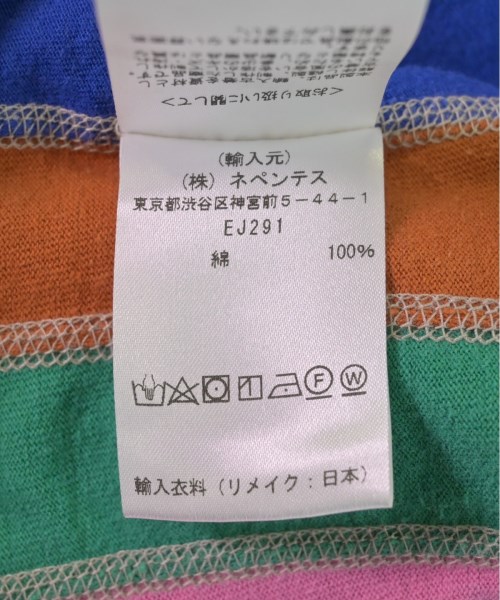 <お取り扱いに関して>
(輸入元)
(株) ネペンテス
東京都渋谷区神宮前5-44-1
EJ291
綿 100%
F W
輸入衣料 (リメイク:日本)